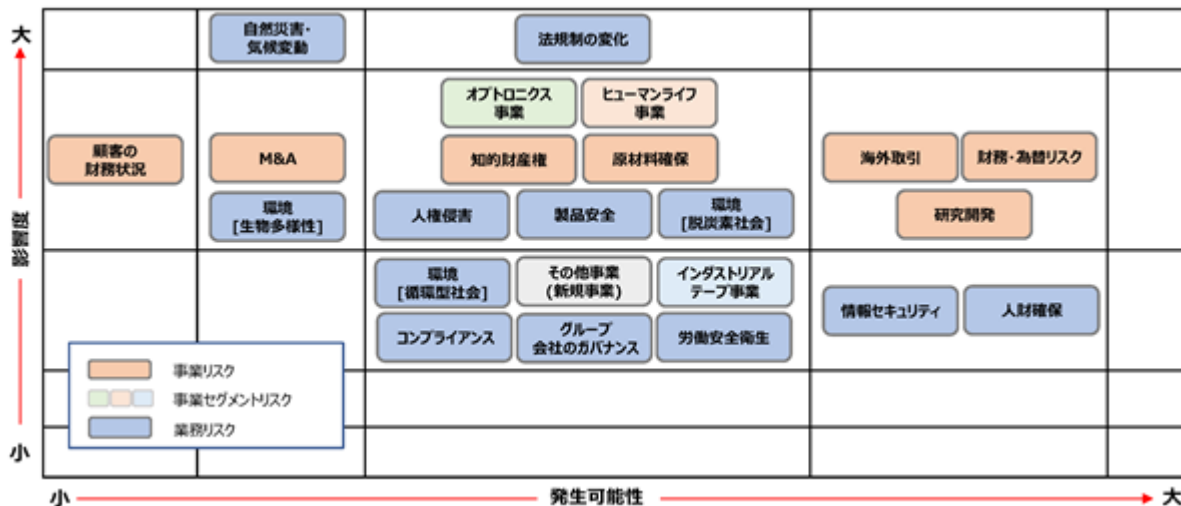 大
自然災害・
気候変動
法規制の変化
オプトロニクス
事業
ヒューマンライフ
事業
顧客の
財務状況
M&A
知的財産権
原材料確保
海外取引
財務・為替リスク
環境
[生物多様性]
人権侵害
製品安全
環境
[脱炭素社会]
研究開発
影響度
環境
[循環型社会]
その他事業
(新規事業)
インダストリアル
テープ事業
情報セキュリティ
人財確保
コンプライアンス
グループ
会社のガバナンス
労働安全衛生
事業リスク
事業セグメントリスク
業務リスク
小
小
発生可能性
大